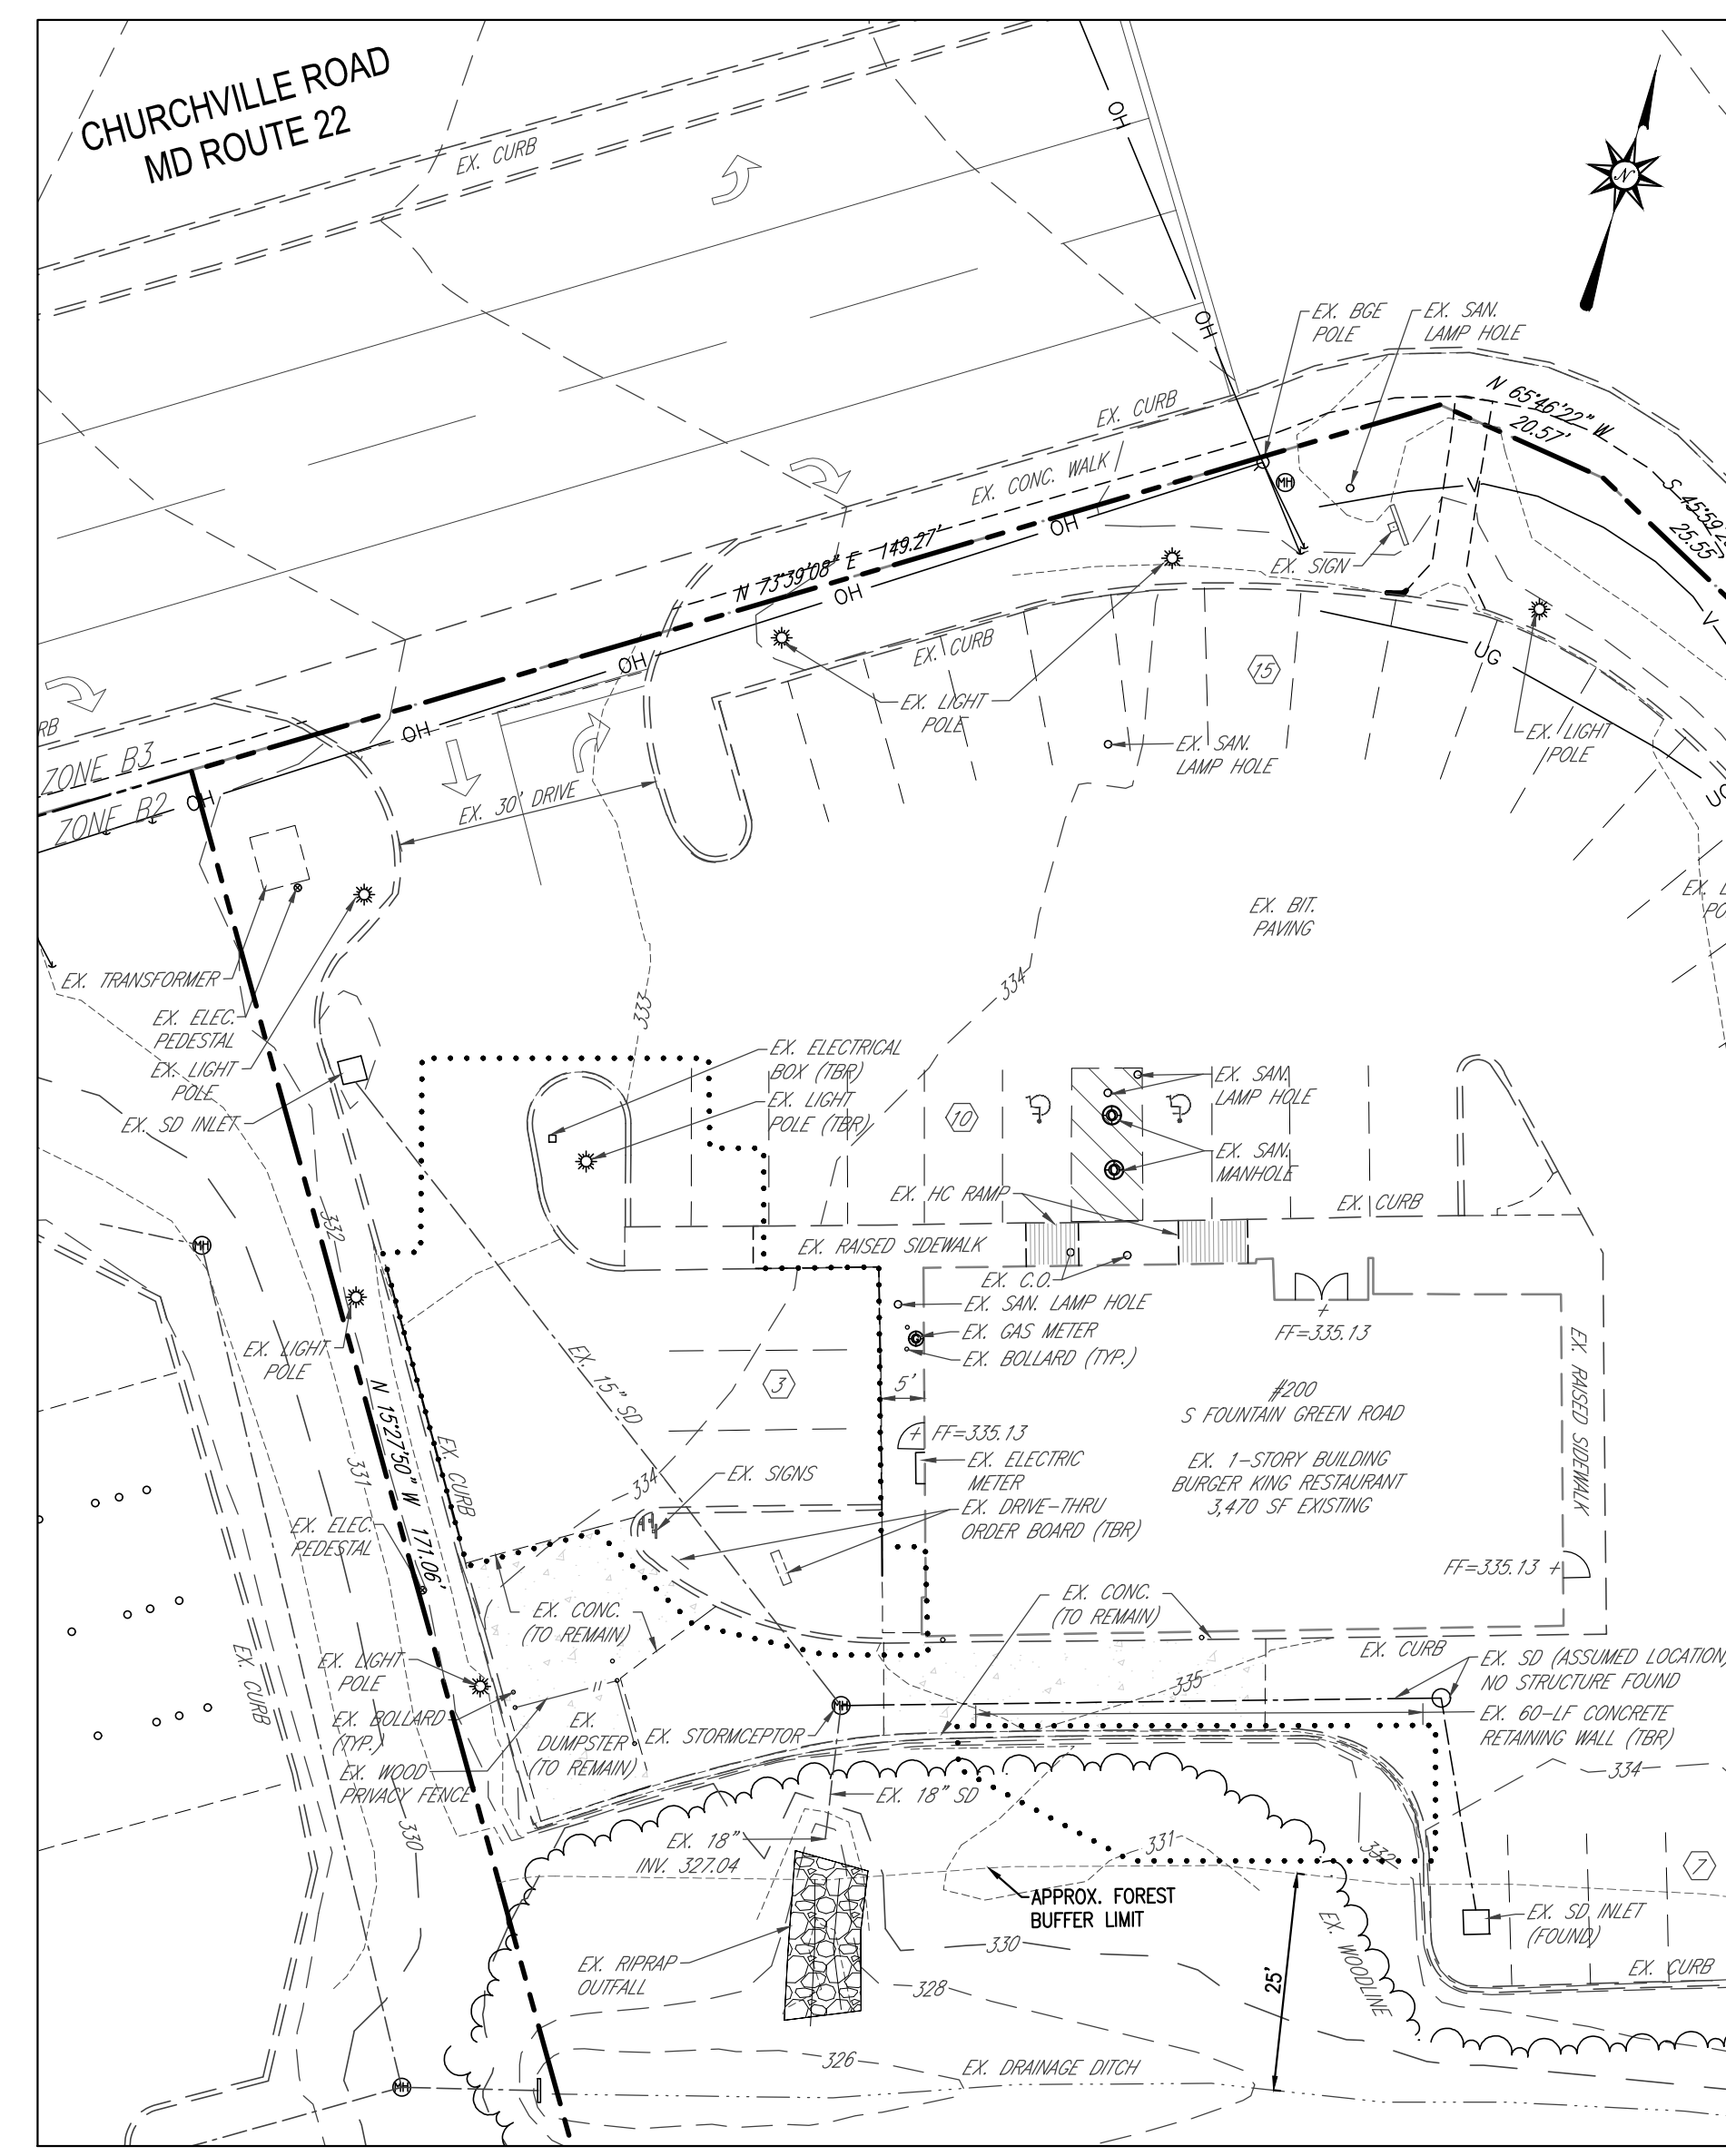 CHURCHVILLE ROAD
MD ROUTE 22
EX. CURB
OH
OH
N
EX. BGE
POLE
EX. SAN.
LAMP HOLE
N 65°46'22" W
20.57'
EX. CURB
EX. CONC. WALK
MH
V
25.55'
OH
N 73°39'08" E 149.27'
EX. SIGN
OH
EX. CURB
OH
15
UG
V
EX. LIGHT
POLE
EX. SAN.
LAMP HOLE
EX. LIGHT
POLE
OH
ZONE B3
ZONE B2
OH
EX. 30' DRIVE
EX. BIT.
PAVING
EX. TRANSFORMER
EX. ELEC.
PEDESTAL
EX. LIGHT
POLE
EX. SD INLET
333
334
EX. ELECTRICAL
BOX (TBR)
EX. LIGHT
POLE (TBR)
10
EX. SAN.
LAMP HOLE
EX. SAN.
MANHOLE
EX. HC RAMP
EX. CURB
332
MH
EX. RAISED SIDEWALK
EX. C.O.
EX. SAN. LAMP HOLE
EX. GAS METER
EX. BOLLARD (TYP.)
FF=335.13
EX. RAISED SIDEWALK
EX. LIGHT
POLE
EX. 15" SD
3
5'
#200
S FOUNTAIN GREEN ROAD
EX. 1-STORY BUILDING
BURGER KING RESTAURANT
3,470 SF EXISTING
N 15°27'50" W 171.06'
EX. CURB
331
FF=335.13
EX. ELECTRIC
METER
EX. SIGNS
334
EX. DRIVE-THRU
ORDER BOARD (TBR)
EX. ELEC.
PEDESTAL
FF=335.13
EX. CONC.
(TO REMAIN)
EX. CONC.
(TO REMAIN)
EX. CURB
EX. LIGHT
POLE
EX. CURB
EX. SD (ASSUMED LOCATION)
NO STRUCTURE FOUND
335
EX. BOLLARD
(TYP.)
EX.
DUMPSTER
(TO REMAIN)
EX. STORMCEPTOR
MH
EX. 60-LF CONCRETE
RETAINING WALL (TBR)
EX. WOOD
PRIVACY FENCE
334
EX. 18" SD
330
EX. 18"
INV. 327.04
331
332
7
APPROX. FOREST
BUFFER LIMIT
EX. SD INLET
(FOUND)
EX. WOODLINE
330
EX. RIPRAP
OUTFALL
328
25'
EX. CURB
326
EX. DRAINAGE DITCH
MH